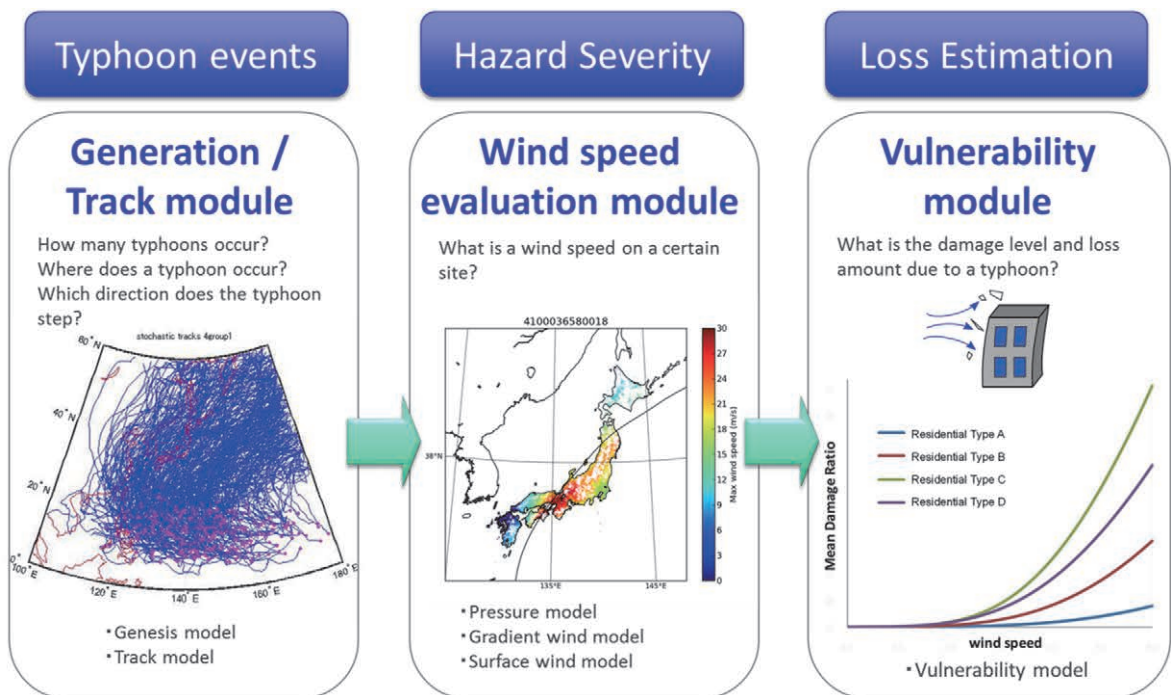 Typhoon events
Generation /
Track module
How many typhoons occur?
Where does a typhoon occur?
Which direction does the typhoon
step?
stochastic tracks 4group1
60°N
40°N
20°N
0°N
100°E
120°E
140°E
160°E
180°E
・Genesis model
・Track model
Hazard Severity
Wind speed
evaluation module
What is a wind speed on a certain
site?
4100036580018
38°N
135°E
145°E
30
27
24
21
18
15
12
9
6
3
0
Max wind speed (m/s)
・Pressure model
・Gradient wind model
・Surface wind model
Loss Estimation
Vulnerability
module
What is the damage level and loss
amount due to a typhoon?
Mean Damage Ratio
Residential Type A
Residential Type B
Residential Type C
Residential Type D
wind speed
・Vulnerability model